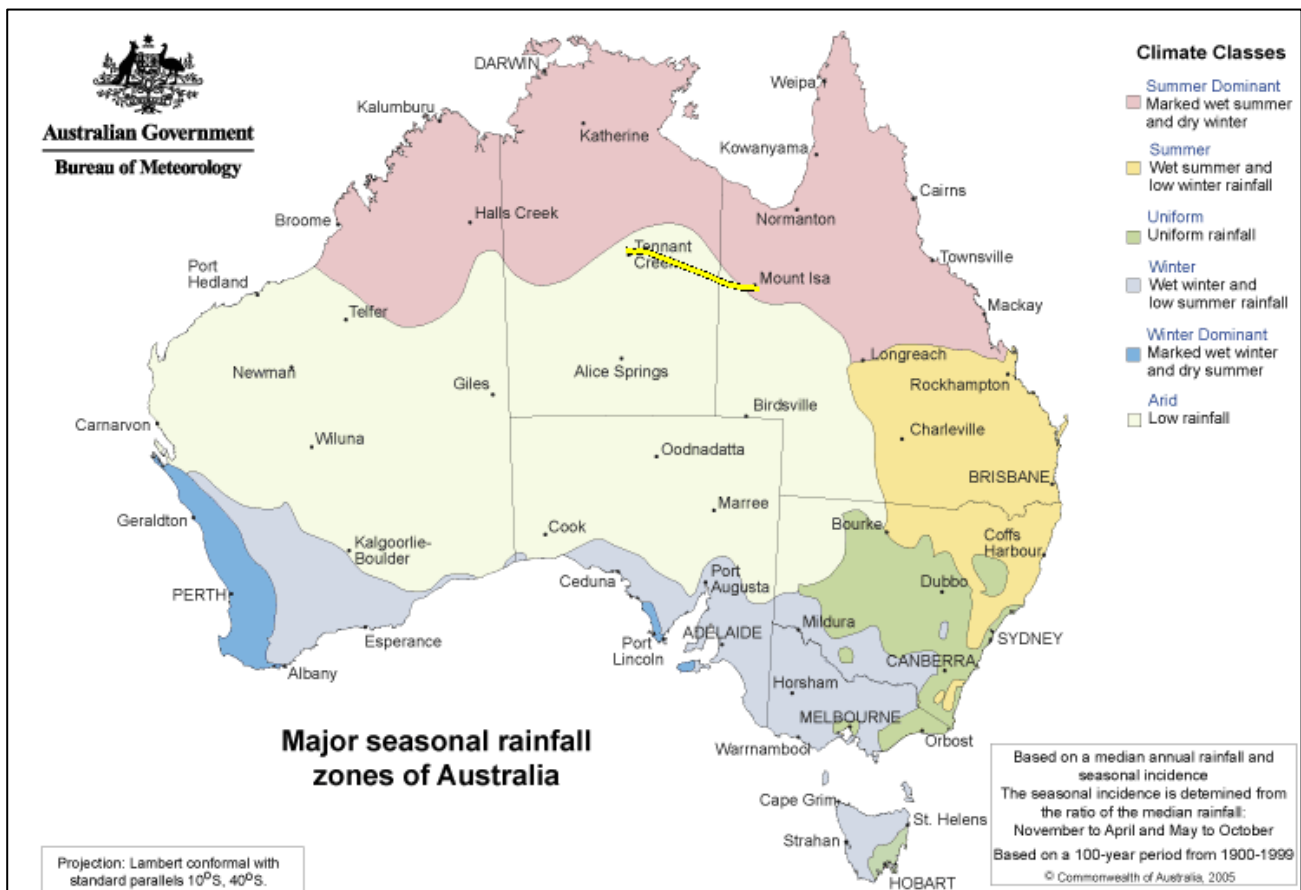 Australian Government
Bureau of Meteorology
DARWIN
Weipa
Kalumburu
Katherine
Kowanyama
Cairns
Broome
Halls Creek
Normanton
Tennant
Creek
Townsville
Port
Hedland
Mount Isa
Telfer
Mackay
Longreach
Newman
Giles
Alice Springs
Rockhampton
Carnarvon
Birdsville
Wiluna
Charleville
Oodnadatta
BRISBANE
Geraldton
Marree
Cook
Bourke
Coffs
Harbour
Kalgoorlie-
Boulder
Ceduna
Port
Augusta
Dubbo
PERTH
Esperance
Mildura
ADELAIDE
SYDNEY
Port
Lincoln
CANBERRA
Albany
Horsham
MELBOURNE
Warrnambool
Orbost
Cape Grim
St. Helens
Strahan
HOBART
Climate Classes
Summer Dominant
Marked wet summer
and dry winter
Summer
Wet summer and
low winter rainfall
Uniform
Uniform rainfall
Winter
Wet winter and
low summer rainfall
Winter Dominant
Marked wet winter
and dry summer
Arid
Low rainfall
Major seasonal rainfall
zones of Australia
Projection: Lambert conformal with
standard parallels 10°S, 40°S.
Based on a median annual rainfall and
seasonal incidence
The seasonal incidence is detemined from
the ratio of the median rainfall:
November to April and May to October
Based on a 100-year period from 1900-1999
© Commonwealth of Australia, 2005